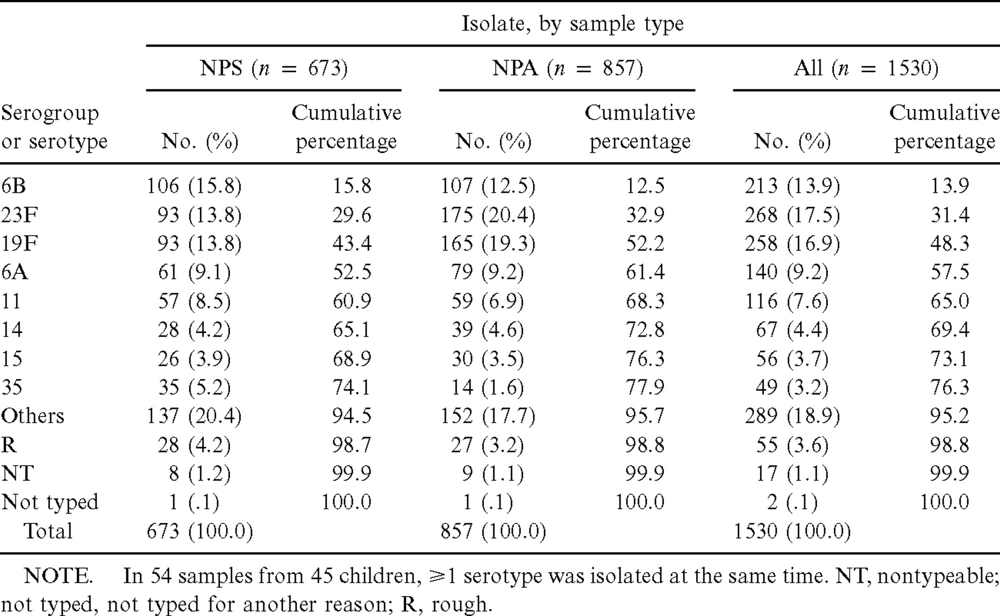 Isolate, by sample type
NPS (n = 673) NPA (n = 857) All (n = 1530)
Serogroup Cumulative Cumulative Cumulative
or serotype No. (%) percentage No. (%) percentage No. (%) percentage
6B 106 (15.8) 15.8 107 (12.5) 12.5 213 (13.9) 13.9
23F 93 (13.8) 29.6 175 (20.4) 32.9 268 (17.5) 31.4
19F 93 (13.8) 43.4 165 (19.3) 52.2 258 (16.9) 48.3
6A 61 (9.1) 52.5 79 (9.2) 61.4 140 (9.2) 57.5
11 57 (8.5) 60.9 59 (6.9) 68.3 116 (7.6) 65.0
14 28 (4.2) 65.1 39 (4.6) 72.8 67 (4.4) 69.4
15 26 (3.9) 68.9 30 (3.5) 76.3 56 (3.7) 73.1
35 35 (5.2) 74.1 14 (1.6) 77.9 49 (3.2) 76.3
Others 137 (20.4) 94.5 152 (17.7) 95.7 289 (18.9) 95.2
R 28 (4.2) 98.7 27 (3.2) 98.8 55 (3.6) 98.8
NT 8 (1.2) 99.9 9 (1.1) 99.9 17 (1.1) 99.9
Not typed 1 (.1) 100.0 1 (.1) 100.0 2 (.1) 100.0
Total 673 (100.0) 857 (100.0) 1530 (100.0)
NOTE. In 54 samples from 45 children, ⩾1 serotype was isolated at the same time. NT, nontypeable;
not typed, not typed for another reason; R, rough.